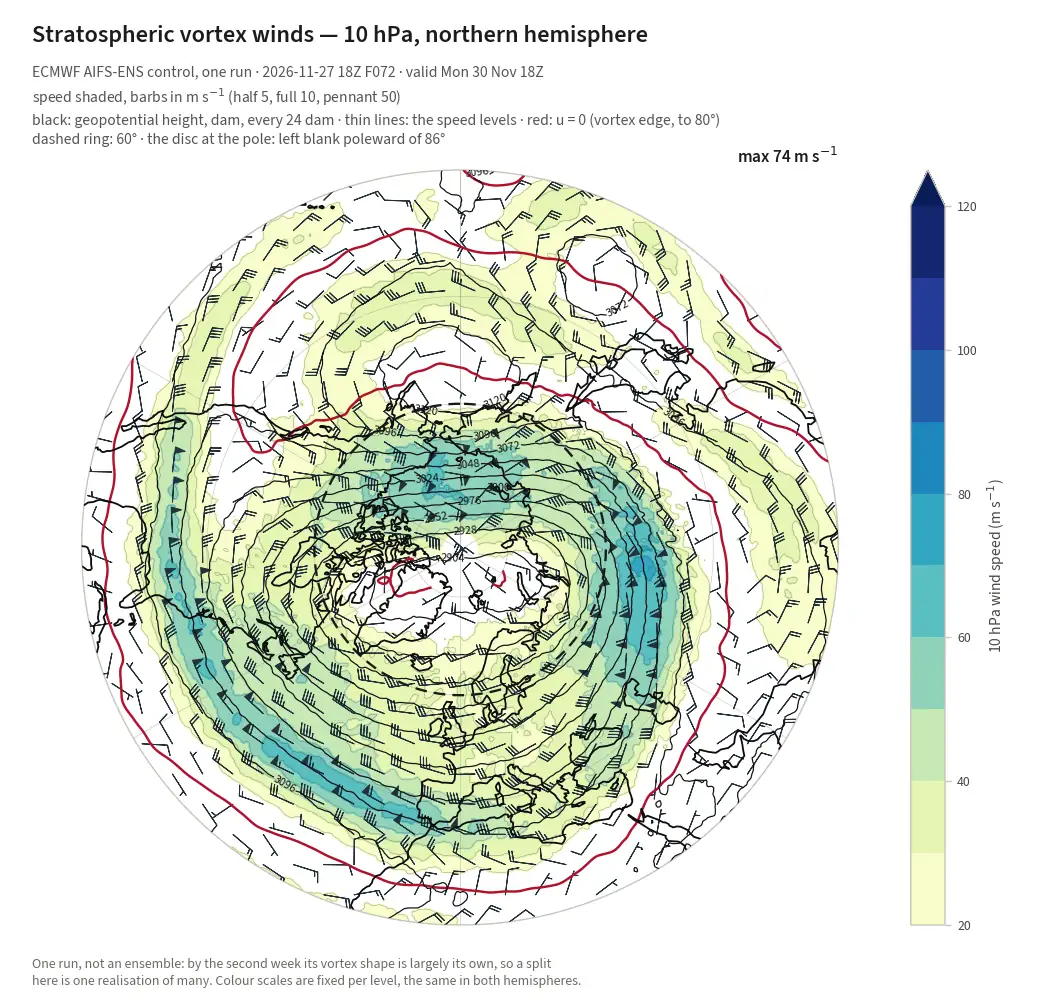 Stratospheric vortex winds — 10 hPa, northern hemisphere
ECMWF AIFS-ENS control, one run · 2026-11-27 18Z F072 · valid Mon 30 Nov 18Z
speed shaded, barbs in m s⁻¹ (half 5, full 10, pennant 50)
black: geopotential height, dam, every 24 dam · thin lines: the speed levels · red: u = 0 (vortex edge, to 80°)
dashed ring: 60° · the disc at the pole: left blank poleward of 86°
max 74 m s⁻¹
3096
3072
3120
3096
3096
3072
3048
3024
2976
2952
2928
2904
3096
120
100
80
60
40
20
10 hPa wind speed (m s⁻¹)
One run, not an ensemble: by the second week its vortex shape is largely its own, so a split
here is one realisation of many. Colour scales are fixed per level, the same in both hemispheres.